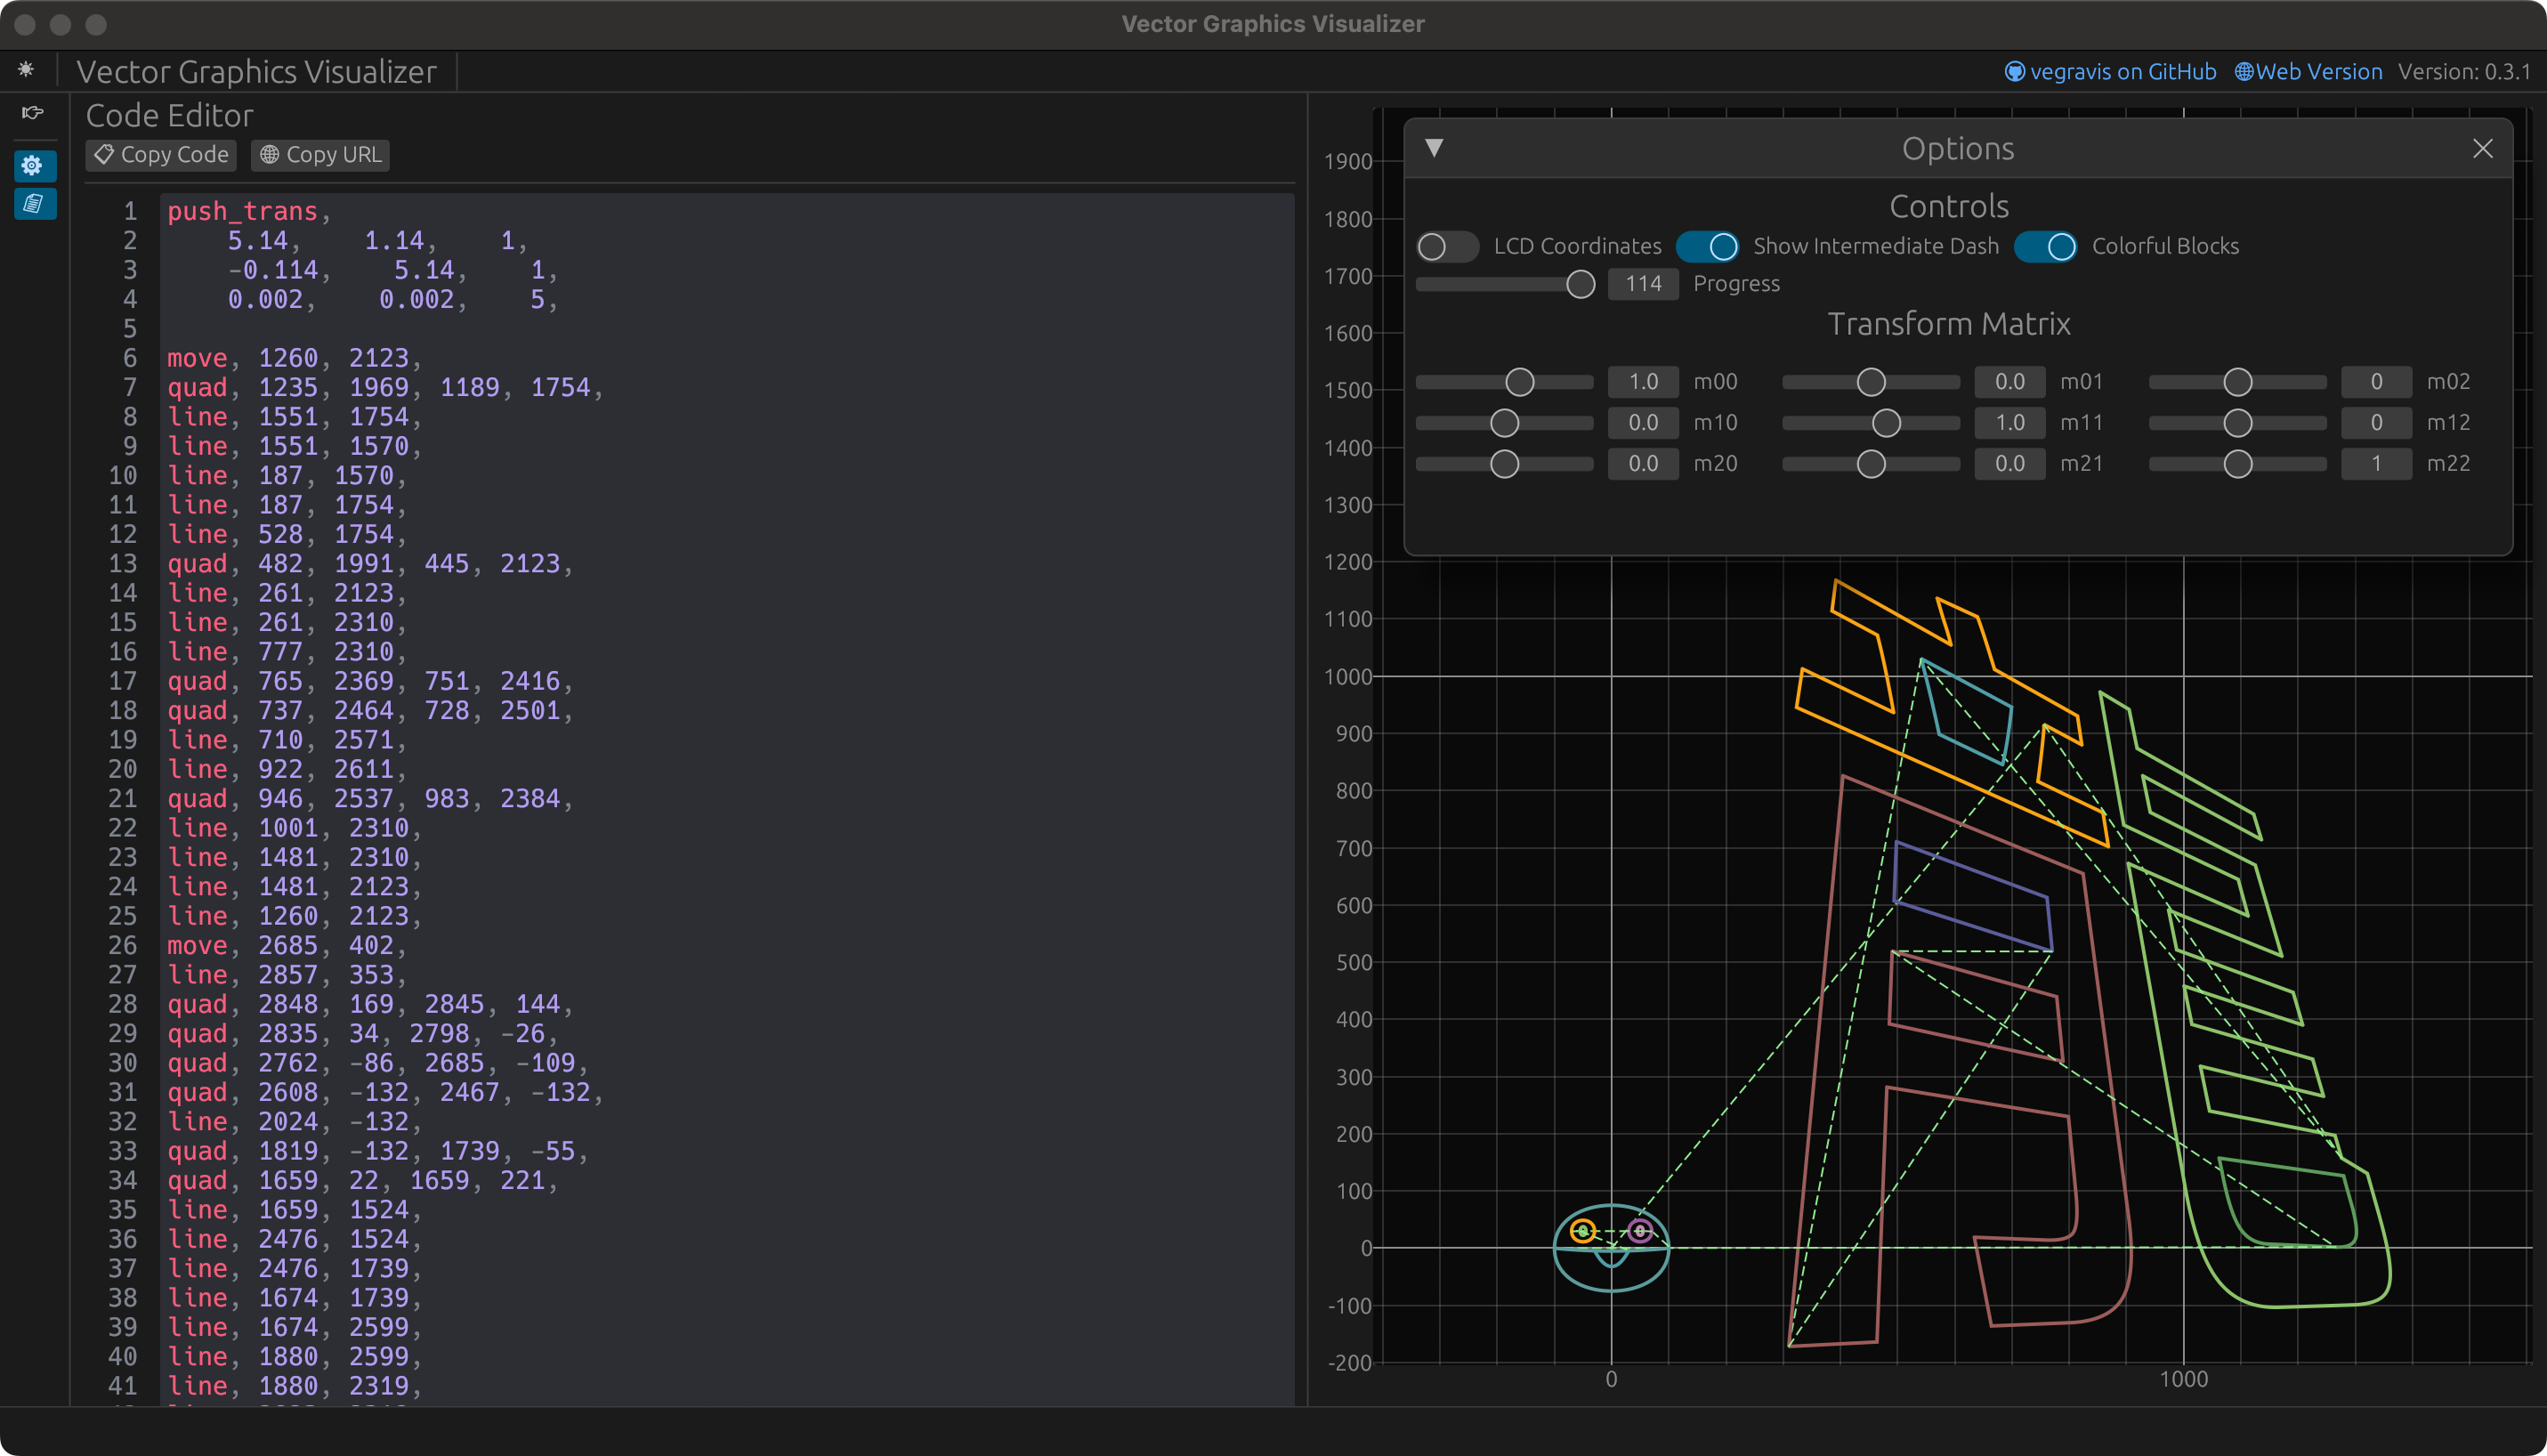 Vector Graphics Visualizer
Vector Graphics Visualizer
vegravis on GitHub Web Version Version: 0.3.1
Code Editor
Copy Code Copy URL
1 push_trans,
2 5.14, 1.14, 1,
3 -0.114, 5.14, 1,
4 0.002, 0.002, 5,
5
6 move, 1260, 2123,
7 quad, 1235, 1969, 1189, 1754,
8 line, 1551, 1754,
9 line, 1551, 1570,
10 line, 187, 1570,
11 line, 187, 1754,
12 line, 528, 1754,
13 quad, 482, 1991, 445, 2123,
14 line, 261, 2123,
15 line, 261, 2310,
16 line, 777, 2310,
17 quad, 765, 2369, 751, 2416,
18 quad, 737, 2464, 728, 2501,
19 line, 710, 2571,
20 line, 922, 2611,
21 quad, 946, 2537, 983, 2384,
22 line, 1001, 2310,
23 line, 1481, 2310,
24 line, 1481, 2123,
25 line, 1260, 2123,
26 move, 2685, 402,
27 line, 2857, 353,
28 quad, 2848, 169, 2845, 144,
29 quad, 2835, 34, 2798, -26,
30 quad, 2762, -86, 2685, -109,
31 quad, 2608, -132, 2467, -132,
32 line, 2024, -132,
33 quad, 1819, -132, 1739, -55,
34 quad, 1659, 22, 1659, 221,
35 line, 1659, 1524,
36 line, 2476, 1524,
37 line, 2476, 1739,
38 line, 1674, 1739,
39 line, 1674, 2599,
40 line, 1880, 2599,
41 line, 1880, 2319,
Options
Controls
LCD Coordinates Show Intermediate Dash Colorful Blocks
114 Progress
Transform Matrix
1.0 m00 0.0 m01 0 m02
0.0 m10 1.0 m11 0 m12
0.0 m20 0.0 m21 1 m22
1900
1800
1700
1600
1500
1400
1300
1200
1100
1000
900
800
700
600
500
400
300
200
100
0
-100
-200
0 1000